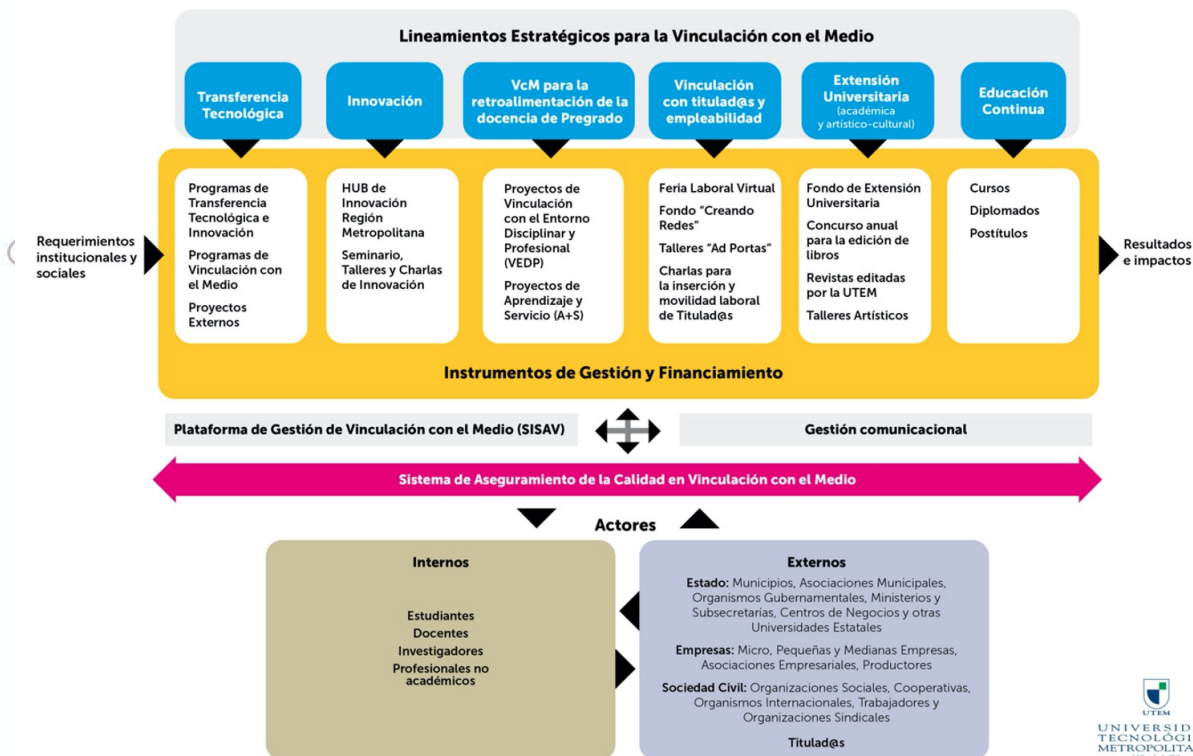 Lineamientos Estratégicos para la Vinculación con el Medio
Transferencia
Tecnológica
Innovación
VcM para la
retroalimentación de la
docencia de Pregrado
Vinculación
con titulad@s y
empleabilidad
Extensión
Universitaria
(académica
y artístico-cultural)
Educación
Continua
Requerimientos
institucionales y
sociales
Programas de
Transferencia
Tecnológica e
Innovación
Programas de
Vinculación con
el Medio
Proyectos
Externos
HUB de
Innovación
Región
Metropolitana
Seminario,
Talleres y Charlas
de Innovación
Proyectos de
Vinculación
con el Entorno
Disciplinar y
Profesional (VEDP)
Proyectos de
Aprendizaje y
Servicio (A+S)
Feria Laboral Virtual
Fondo “Creando
Redes”
Talleres “Ad Portas”
Charlas para
la inserción y
movilidad laboral
de Titulad@s
Fondo de Extensión
Universitaria
Concurso anual
para la edición de
libros
Revistas editadas
por la UTEM
Talleres Artísticos
Cursos
Diplomados
Postítulos
Resultados
e impactos
Instrumentos de Gestión y Financiamiento
Plataforma de Gestión de Vinculación con el Medio (SISAV)
Gestión comunicacional
Sistema de Aseguramiento de la Calidad en Vinculación con el Medio
Actores
Internos
Estudiantes
Docentes
Investigadores
Profesionales no
académicos
Externos
Estado: Municipios, Asociaciones Municipales,
Organismos Gubernamentales, Ministerios y
Subsecretarías, Centros de Negocios y otras
Universidades Estatales
Empresas: Micro, Pequeñas y Medianas Empresas,
Asociaciones Empresariales, Productores
Sociedad Civil: Organizaciones Sociales, Cooperativas,
Organismos Internacionales, Trabajadores y
Organizaciones Sindicales
Titulad@s
UTEM
UNIVERSID
TECNOLÓGI
METROPOLITA